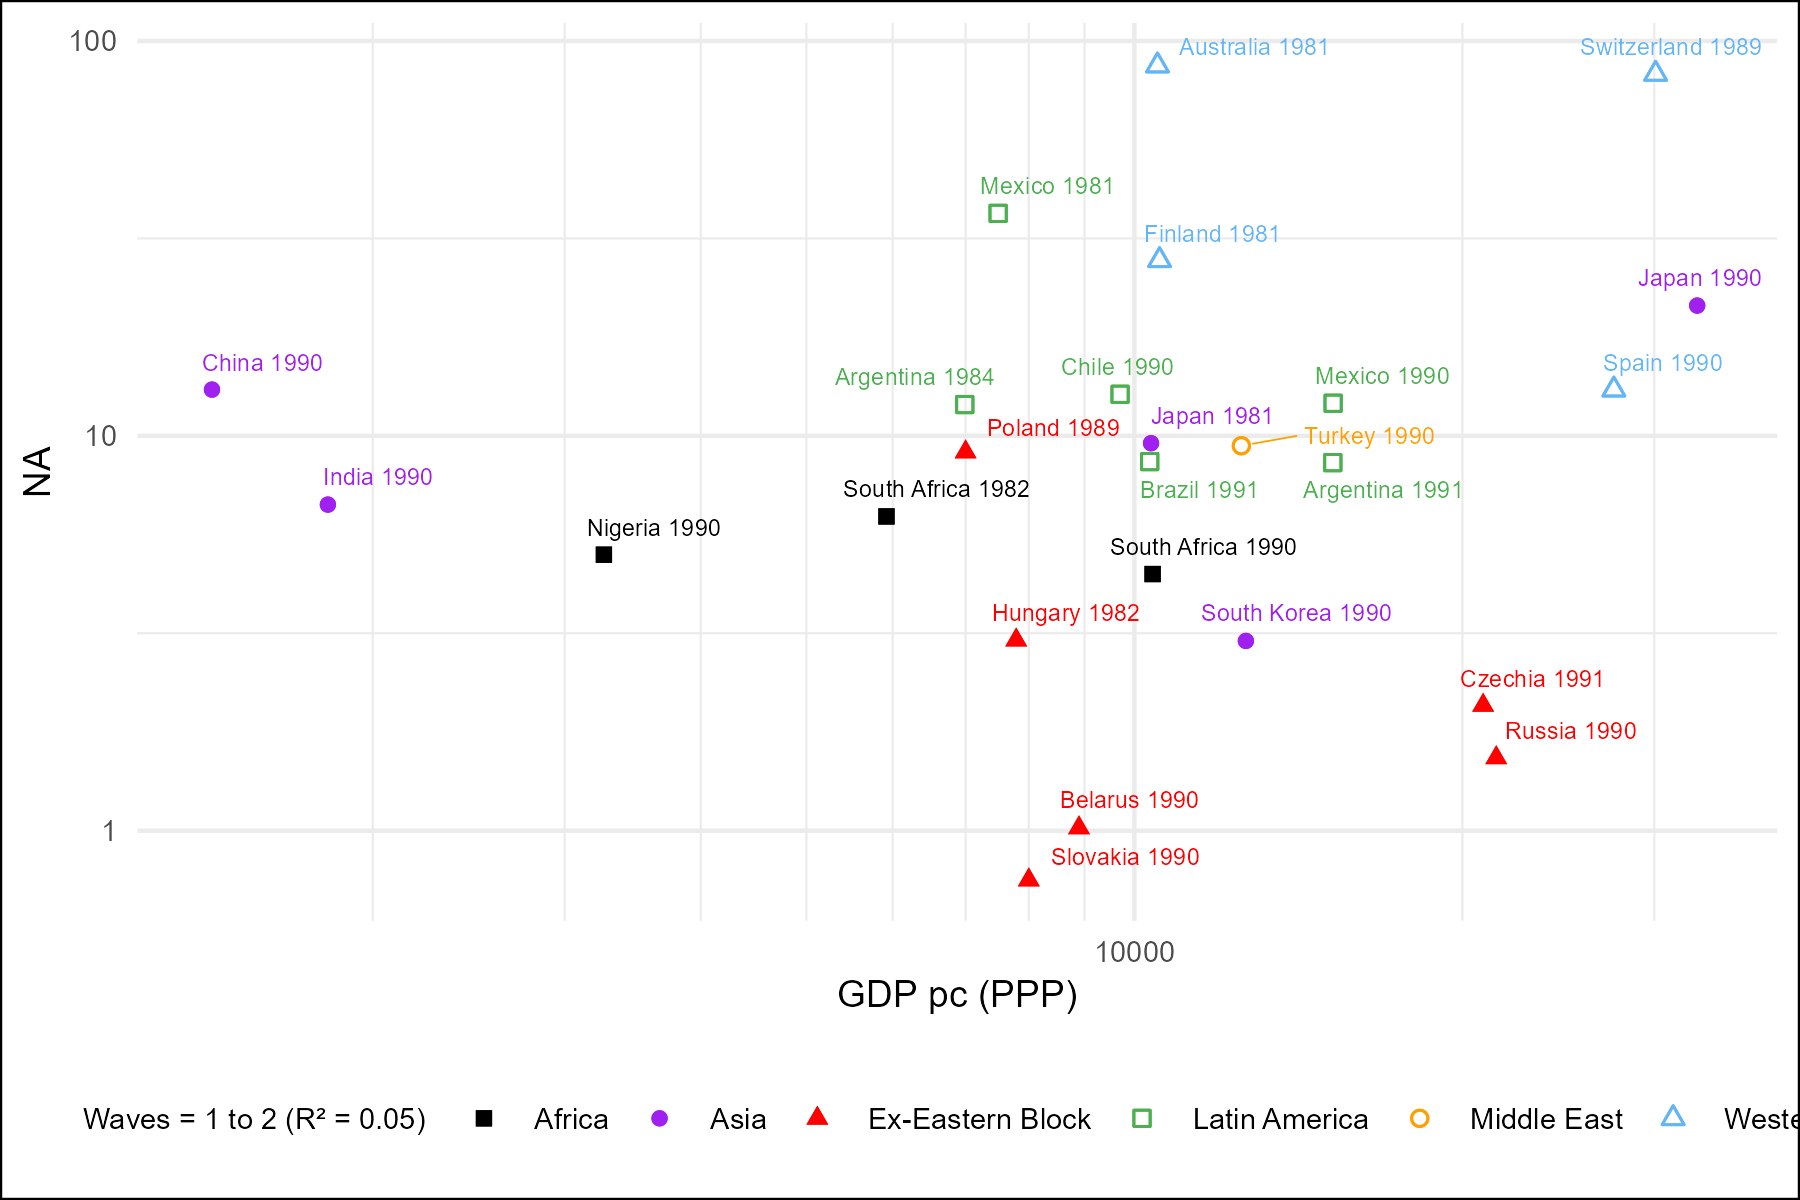 100
Australia 1981
Switzerland 1989
Mexico 1981
Finland 1981
Japan 1990
China 1990
Argentina 1984
Chile 1990
Mexico 1990
Spain 1990
Japan 1981
Poland 1989
Turkey 1990
10
India 1990
South Africa 1982
Brazil 1991
Argentina 1991
NA
Nigeria 1990
South Africa 1990
Hungary 1982
South Korea 1990
Czechia 1991
Russia 1990
Belarus 1990
1
Slovakia 1990
10000
GDP pc (PPP)
Waves = 1 to 2 (R² = 0.05) Africa Asia Ex-Eastern Block Latin America Middle East